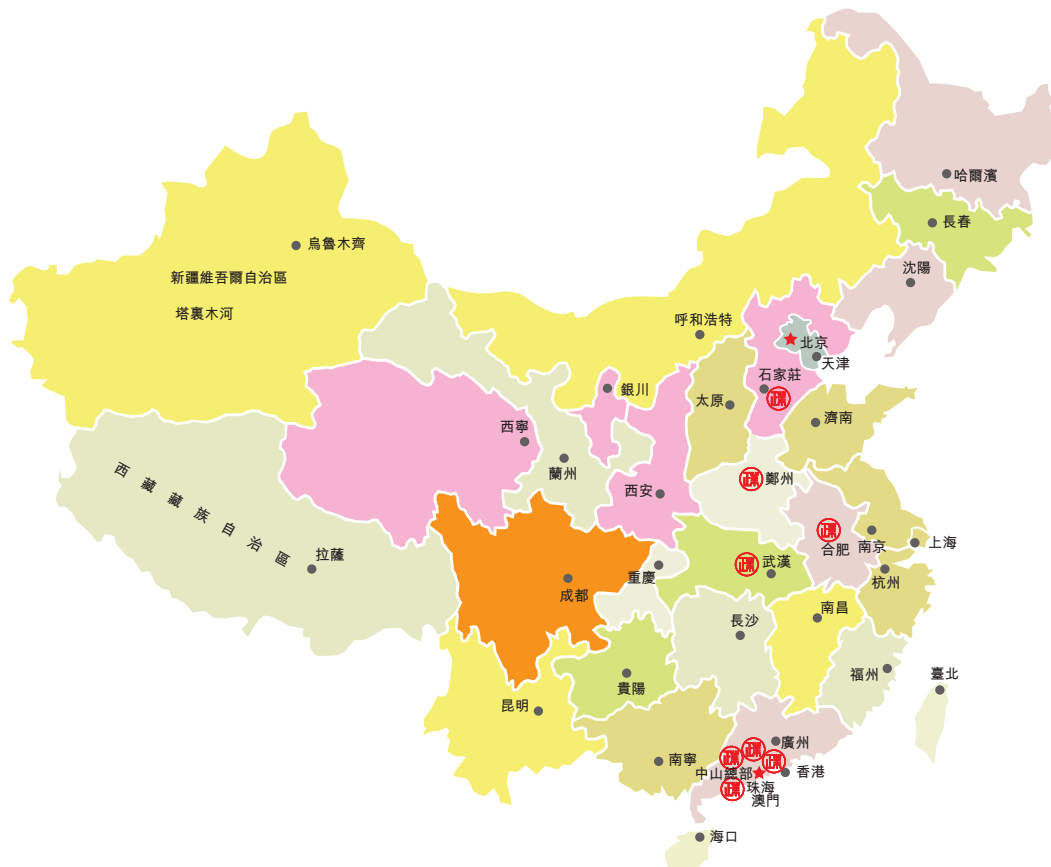 哈爾濱
長春
烏魯木齊
沈陽
新疆維吾爾自治區
塔裏木河
呼和浩特
北京
天津
石家莊
銀川
太原
濟南
西寧
蘭州
鄭州
西安
西藏藏族自治區
合肥
南京
上海
拉薩
武漢
重慶
杭州
成都
南昌
長沙
福州
臺北
貴陽
昆明
廣州
南寧
中山總部
香港
珠海
澳門
海口